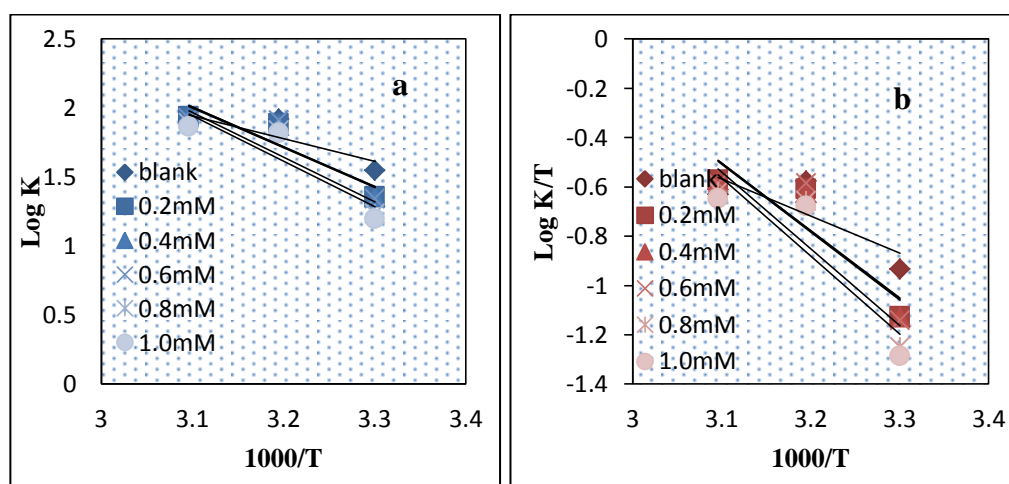 a
Log K
2.5
2
1.5
1
0.5
0
3
3.1
3.2
3.3
3.4
1000/T
blank
0.2mM
0.4mM
0.6mM
0.8mM
1.0mM
b
Log K/T
0
-0.2
-0.4
-0.6
-0.8
-1
-1.2
-1.4
3
3.1
3.2
3.3
3.4
1000/T
blank
0.2mM
0.4mM
0.6mM
0.8mM
1.0mM